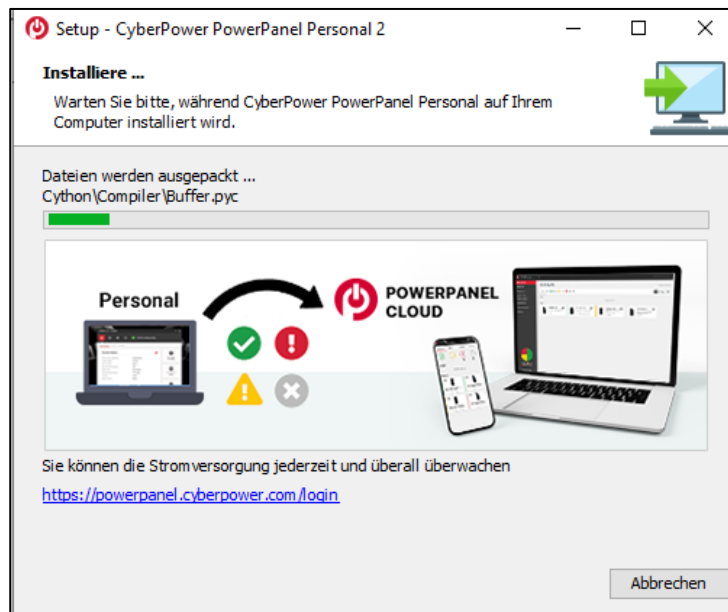 Setup - CyberPower PowerPanel Personal 2
Installiere ...
Warten Sie bitte, während CyberPower PowerPanel Personal auf Ihrem
Computer installiert wird.
Dateien werden ausgepackt ...
Cython\Compiler\Buffer.pyc
Personal
POWERPANEL
CLOUD
Sie können die Stromversorgung jederzeit und überall überwachen
https://powerpanel.cyberpower.com/login
Abbrechen